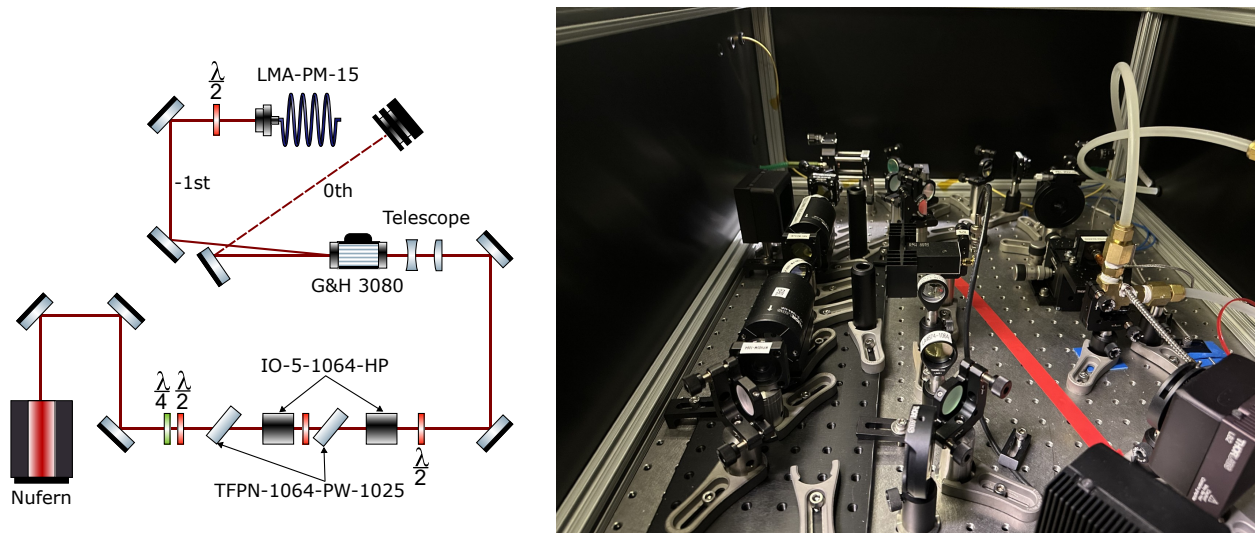 λ
2
LMA-PM-15
-1st
0th
Telescope
G&H 3080
IO-5-1064-HP
λ
4
λ
2
λ
2
TFPN-1064-PW-1025
Nufern